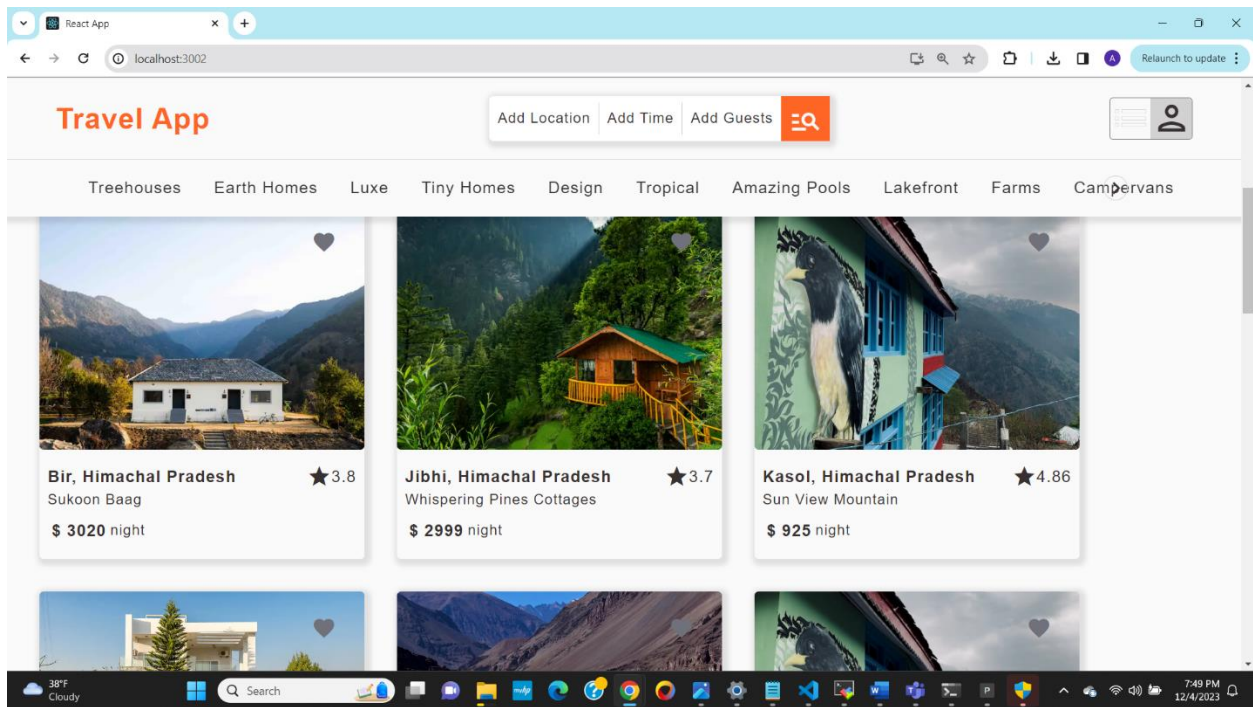 React App
localhost:3002
A
Relaunch to update
Travel App
Add Location Add Time Add Guests
Treehouses Earth Homes Luxe Tiny Homes Design Tropical Amazing Pools Lakefront Farms Campervans
Bir, Himachal Pradesh 3.8
Sukoon Baag
$ 3020 night
Jibhi, Himachal Pradesh 3.7
Whispering Pines Cottages
$ 2999 night
Kasol, Himachal Pradesh 4.86
Sun View Mountain
$ 925 night
38°F
Cloudy
Search
7:49 PM
12/4/2023